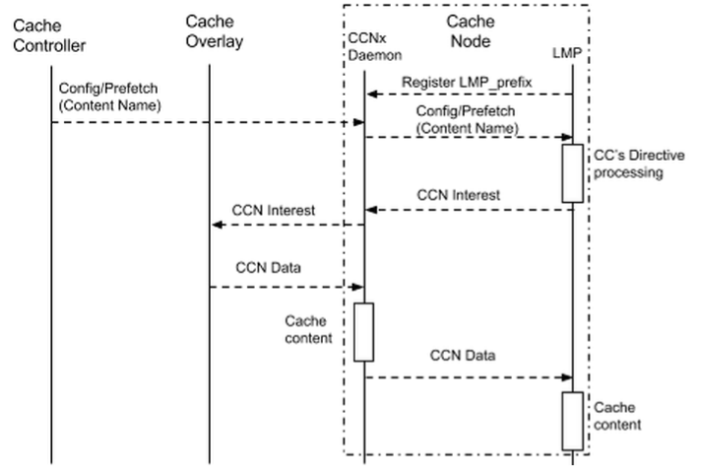 Cache
Controller
Cache
Overlay
Cache
Node
CCNx
Daemon
LMP
Register LMP_prefix
Config/Prefetch
(Content Name)
Config/Prefetch
(Content Name)
CC's Directive
processing
CCN Interest
CCN Interest
CCN Data
Cache
content
CCN Data
Cache
content